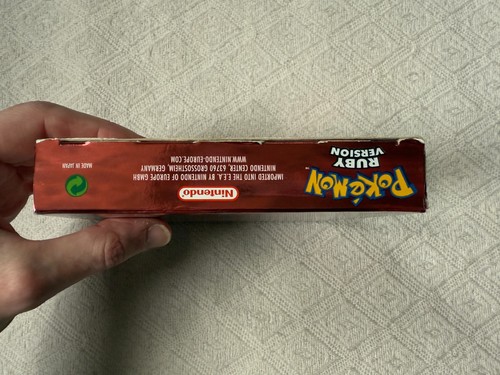 POKÉMON
RUBY
VERSION
Nintendo
IMPORTED INTO THE E.E.A. BY NINTENDO OF EUROPE GMBH
NINTENDO CENTER, 63760 GROSSOSTHEIM, GERMANY
WWW.NINTENDO-EUROPE.COM
MADE IN JAPAN